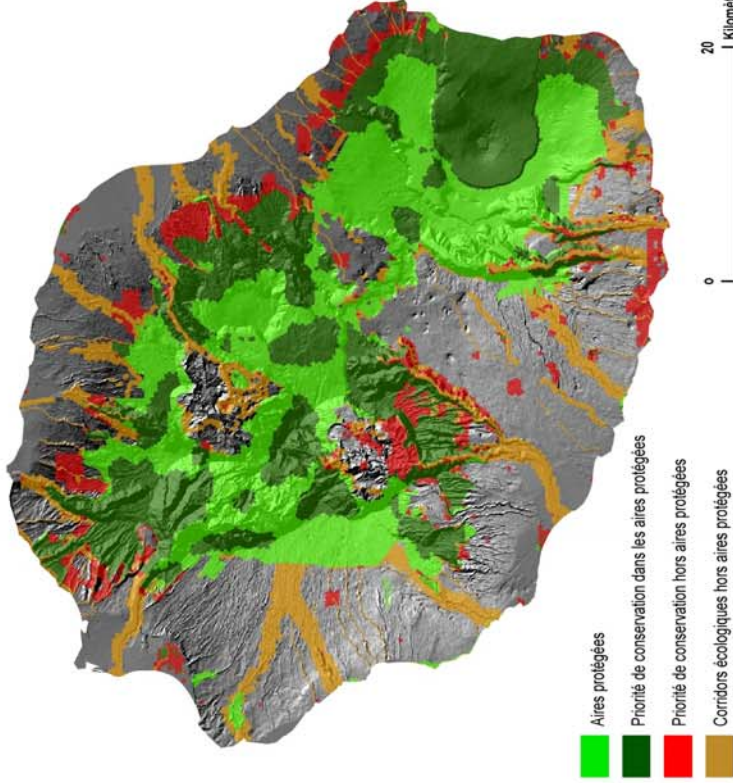 0
20
Kilomèt
Aires protégées
Priorité de conservation dans les aires protégées
Priorité de conservation hors aires protégées
Corridors écologiques hors aires protégées